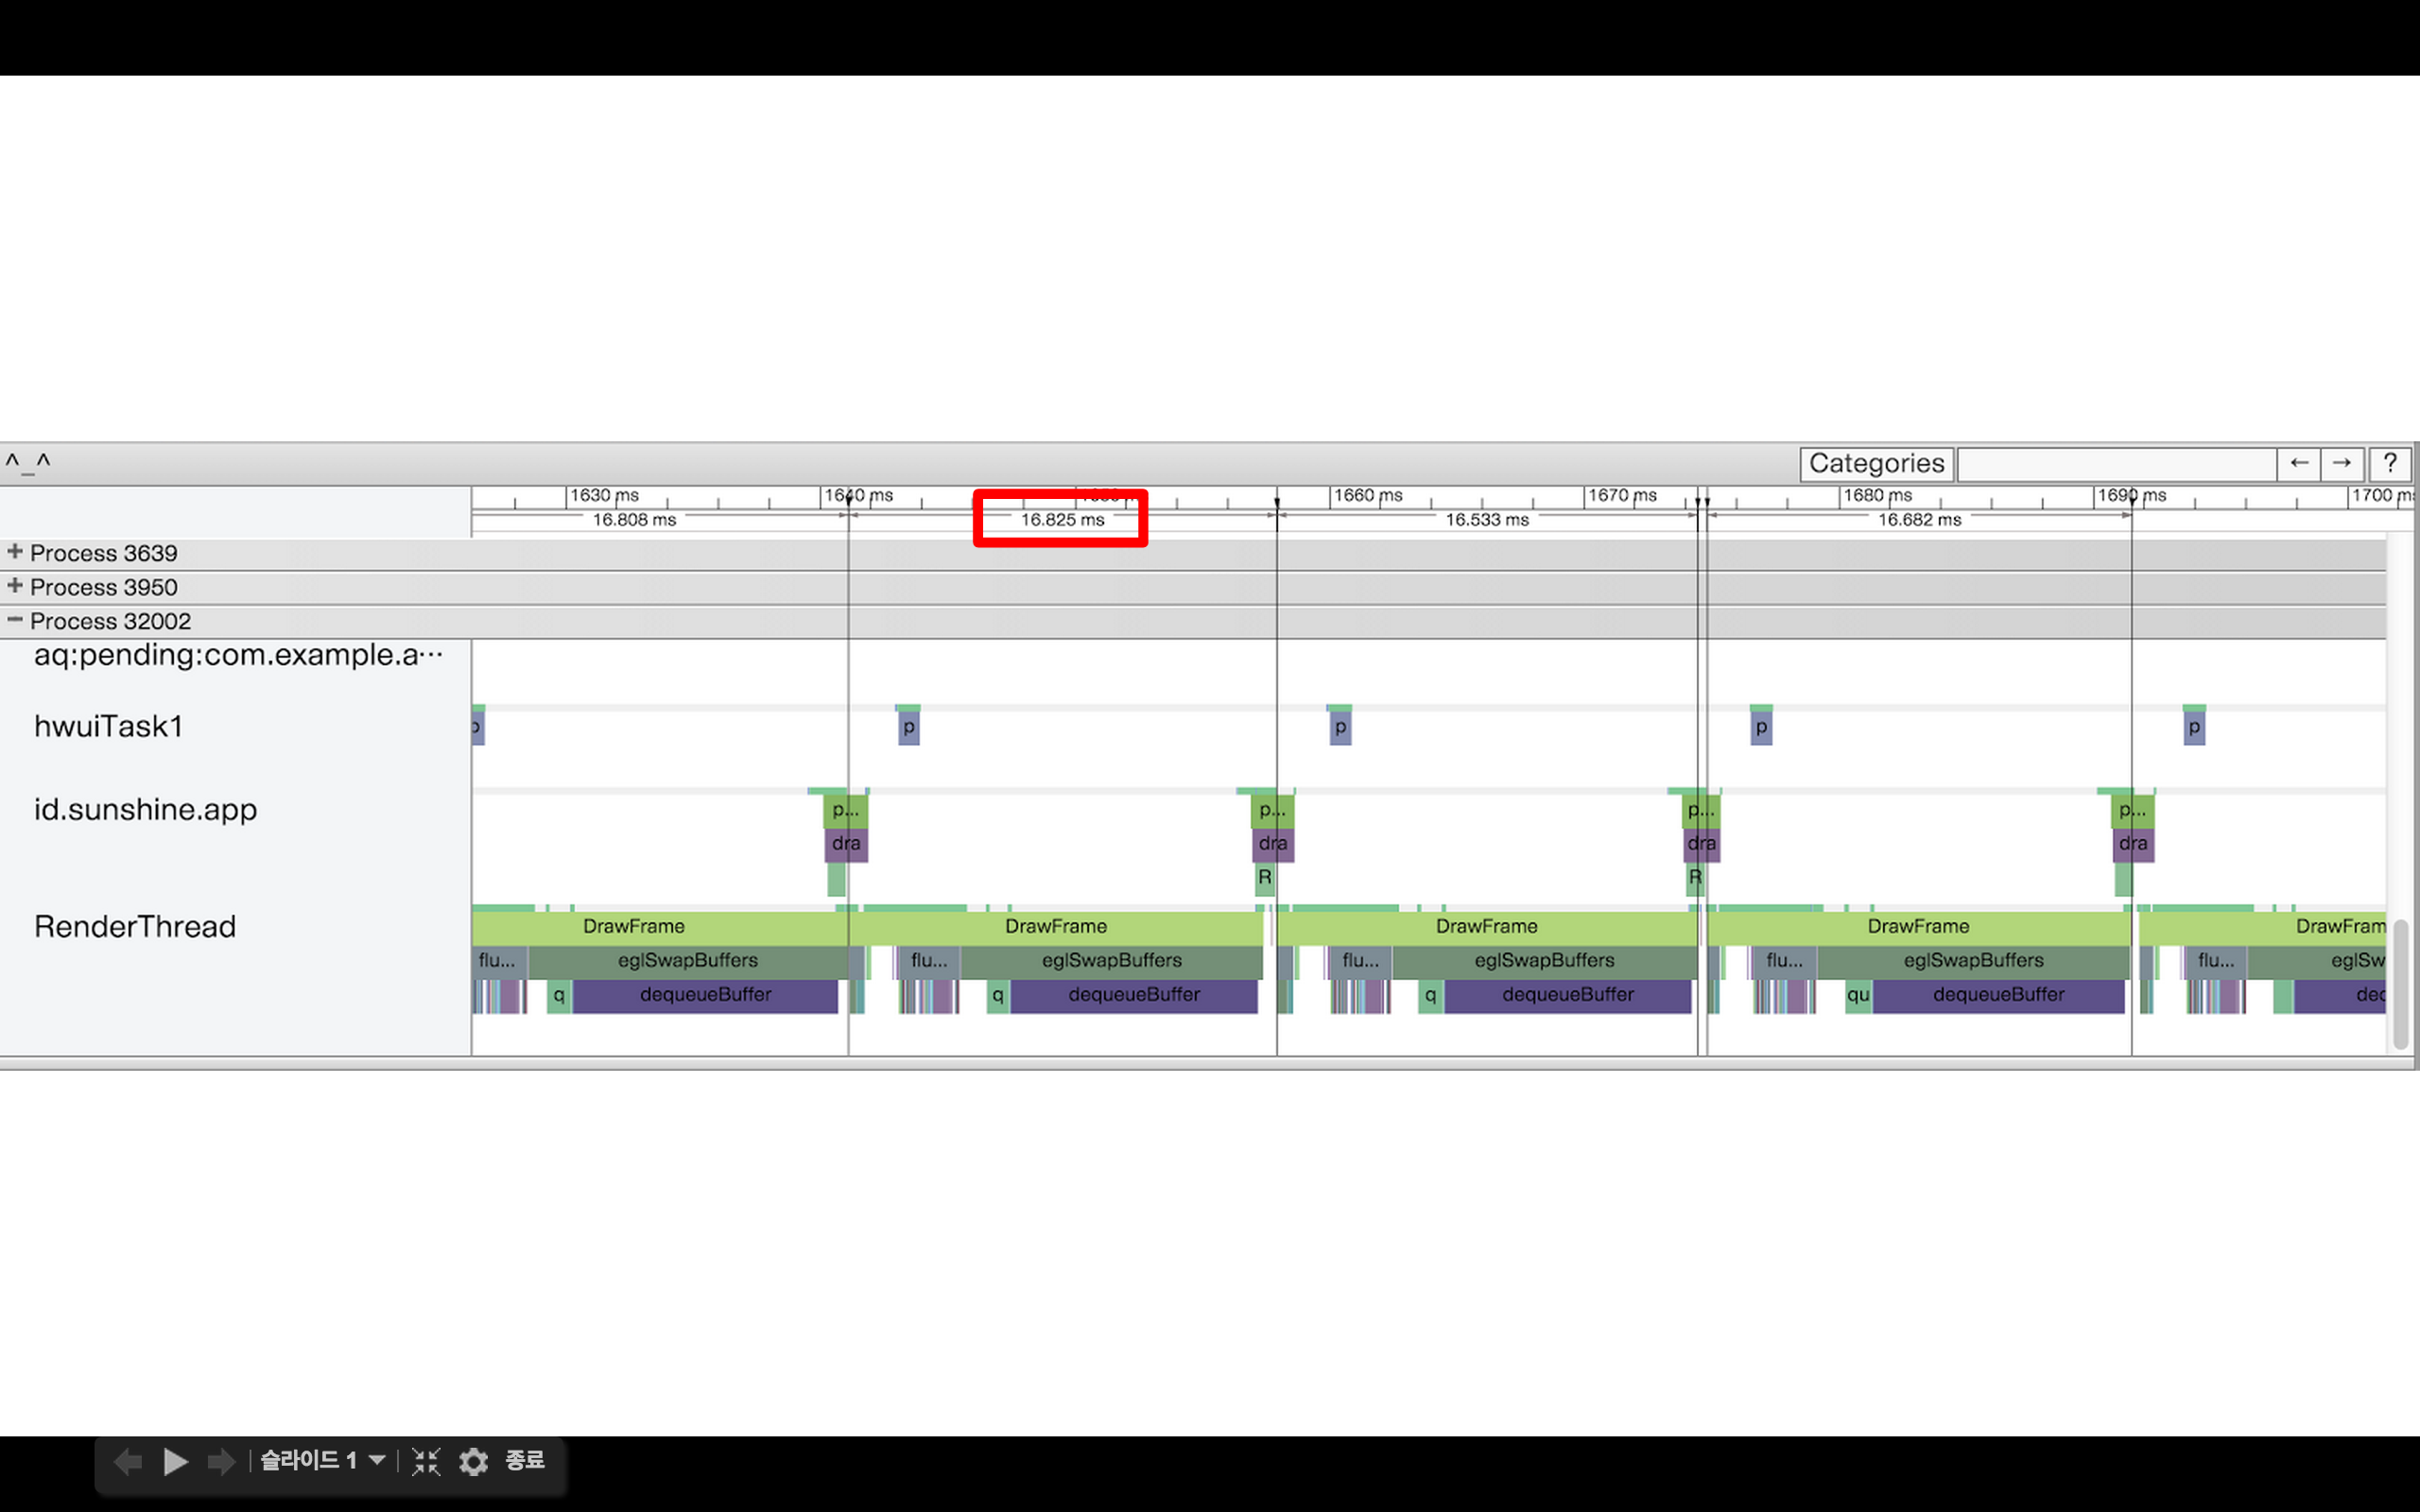 ^_^ Categories ← → ?
1630 ms 1640 ms 1660 ms 1670 ms 1680 ms 1690 ms 1700 m
16.808 ms 16.825 ms 16.533 ms 16.682 ms
+ Process 3639
+ Process 3950
− Process 32002
aq:pending:com.example.a⋯
hwuiTask1 p p p p
id.sunshine.app p... p... p... p...
dra dra dra dra
R R
RenderThread DrawFrame DrawFrame DrawFrame DrawFrame DrawFram
flu... eglSwapBuffers flu... eglSwapBuffers flu... eglSwapBuffers flu... eglSwapBuffers flu... eglSw
q dequeueBuffer q dequeueBuffer q dequeueBuffer qu dequeueBuffer deq
슬라이드 1 종료